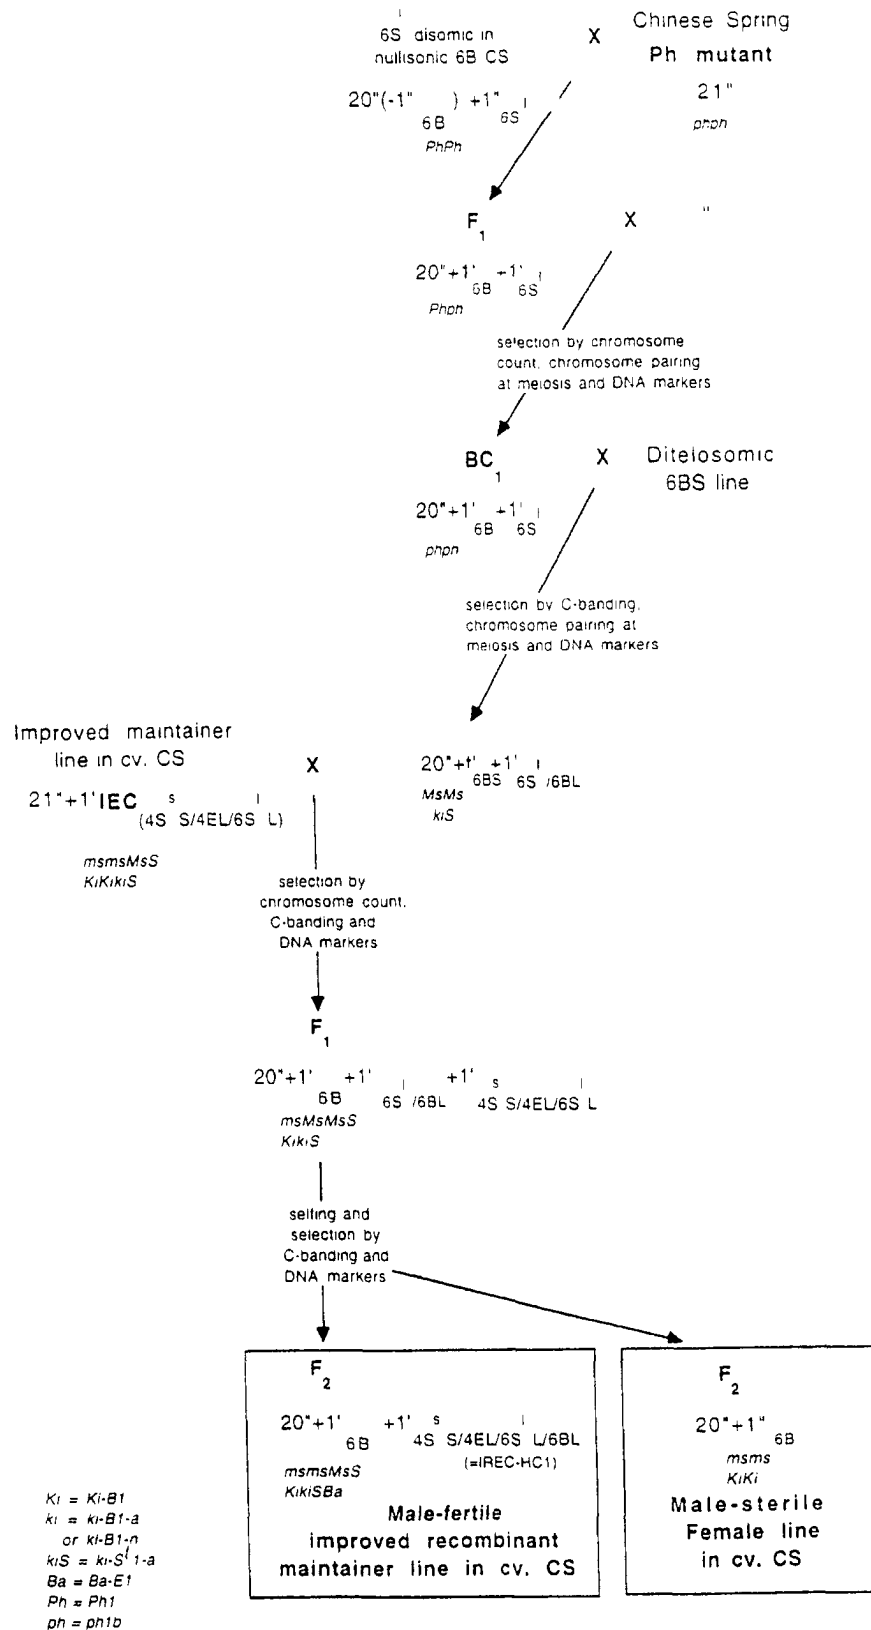 l
6S disomic in
nullisonic 6B CS
X
Chinese Spring
Ph mutant
20"(-1" 6B ) +1" 6S l
PhPh
21"
phph
F1
X
"
20"+1' 6B +1' 6S l
Phph
selection by chromosome
count, chromosome pairing
at meiosis and DNA markers
BC1
X
Ditelosomic
6BS line
20"+1' 6B +1' 6S l
phph
selection by C-banding,
chromosome pairing at
meiosis and DNA markers
Improved maintainer
line in cv. CS
X
20"+t' 6BS +1' 6S l /6BL
MsMs
kiS
21"+1'IEC (4S s S/4EL/6S l L)
msmsMsS
KiKikiS
selection by
chromosome count,
C-banding and
DNA markers
F1
20"+1' 6B +1' 6S l /6BL +1' 4S s S/4EL/6S l L
msMsMsS
KikiS
selfing and
selection by
C-banding and
DNA markers
F2
20"+1' 6B +1' 4S s S/4EL/6S l L/6BL
(=IREC-HC1)
msmsMsS
KikiSBa
Male-fertile
improved recombinant
maintainer line in cv. CS
F2
20"+1" 6B
msms
KiKi
Male-sterile
Female line
in cv. CS
Ki = Ki-B1
ki = ki-B1-a
or ki-B1-n
kiS = ki-S l 1-a
Ba = Ba-E1
Ph = Ph1
ph = ph1b